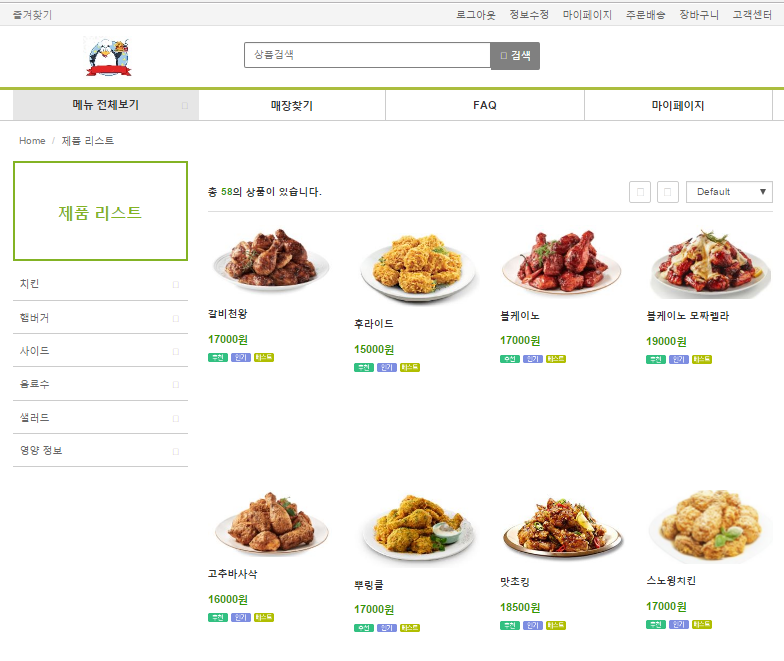 즐겨찾기
로그아웃 정보수정 마이페이지 주문배송 장바구니 고객센터
상품검색
검색
메뉴 전체보기 매장찾기 FAQ 마이페이지
Home / 제품 리스트
제품 리스트
총 58의 상품이 있습니다.
Default
치킨
햄버거
사이드
음료수
샐러드
영양 정보
갈비천왕
17000원
추천 인기 베스트
후라이드
15000원
추천 인기 베스트
볼케이노
17000원
추천 인기 베스트
볼케이노 모짜렐라
19000원
추천 인기 베스트
고추바사삭
16000원
추천 인기 베스트
뿌링클
17000원
추천 인기 베스트
맛초킹
18500원
추천 인기 베스트
스노윙치킨
17000원
추천 인기 베스트